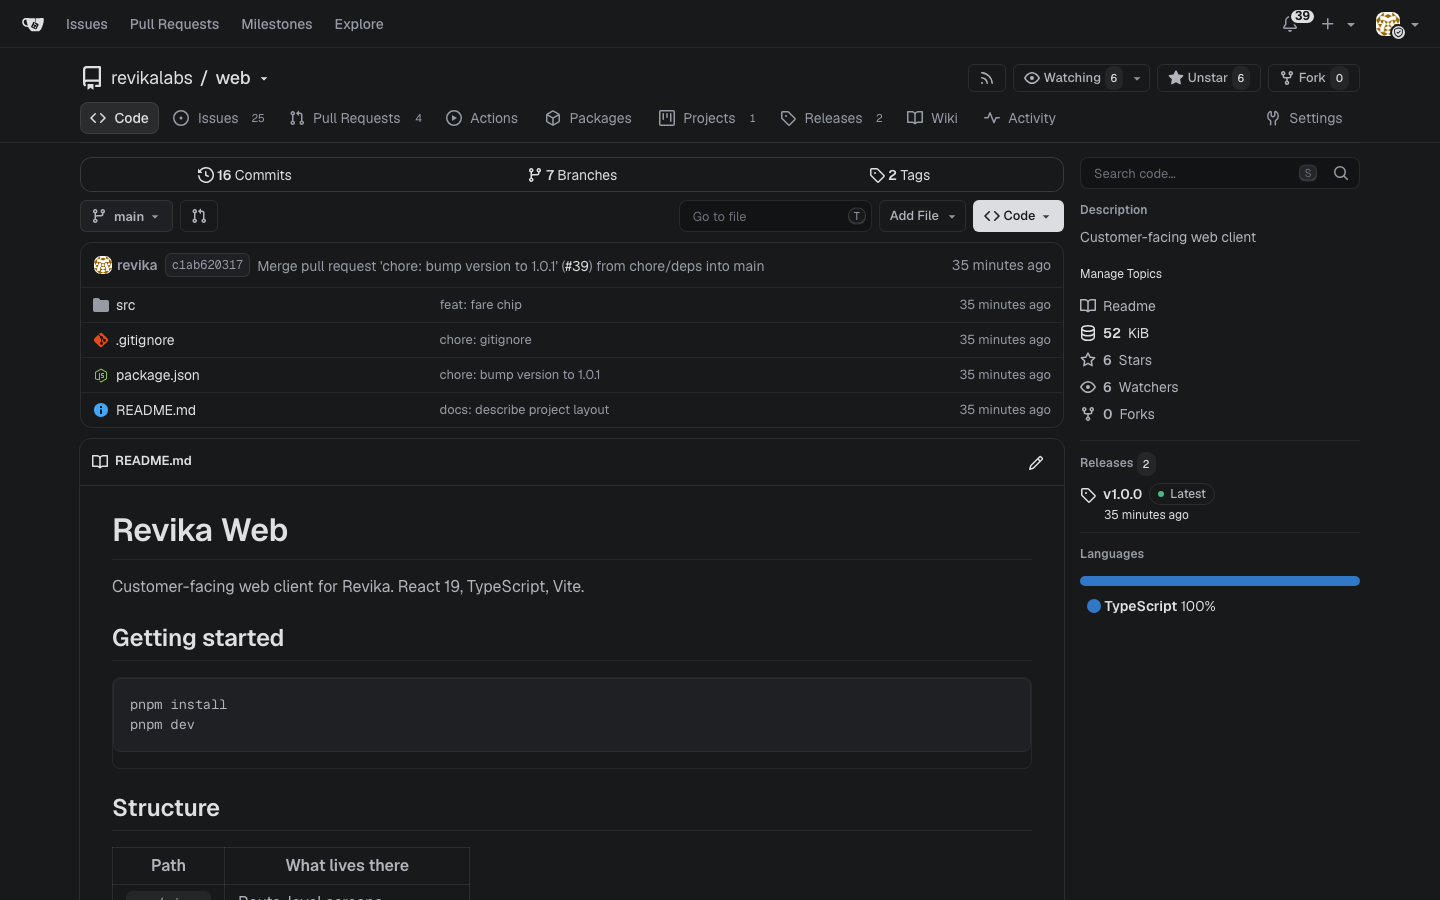 Issues Pull Requests Milestones Explore 39
revikalabs / web Watching 6 Unstar 6 Fork 0
Code Issues 25 Pull Requests 4 Actions Packages Projects 1 Releases 2 Wiki Activity Settings
16 Commits 7 Branches 2 Tags
Search code... S
main Go to file T Add File Code
Description
Customer-facing web client
Manage Topics
Readme
52 KiB
6 Stars
6 Watchers
0 Forks
Releases 2
v1.0.0 Latest
35 minutes ago
Languages
TypeScript 100%
revika c1ab620317 Merge pull request 'chore: bump version to 1.0.1' (#39) from chore/deps into main 35 minutes ago
src feat: fare chip 35 minutes ago
.gitignore chore: gitignore 35 minutes ago
package.json chore: bump version to 1.0.1 35 minutes ago
README.md docs: describe project layout 35 minutes ago
README.md
Revika Web
Customer-facing web client for Revika. React 19, TypeScript, Vite.
Getting started
pnpm install
pnpm dev
Structure
Path What lives there